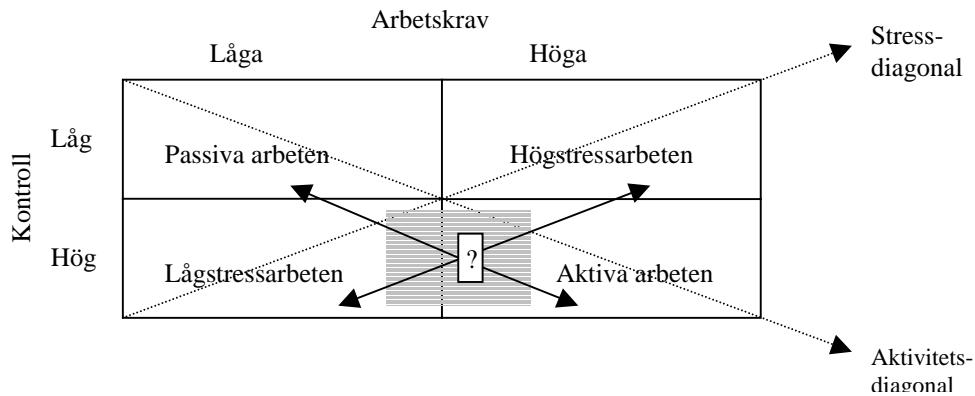 Arbetskrav
Låga
Höga
Stress-
diagonal
Kontroll
Låg
Passiva arbeten
Högstressarbeten
Hög
Lågstressarbeten
?
Aktiva arbeten
Aktivitets-
diagonal